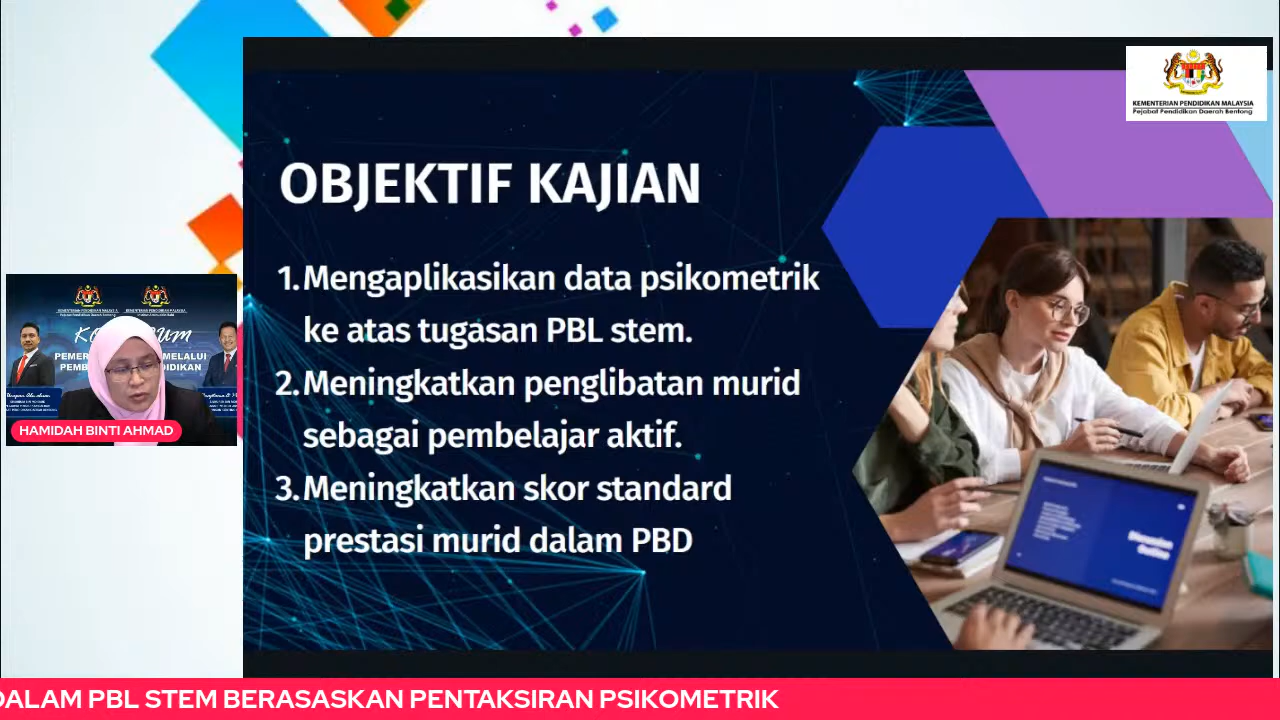 KEMENTERIAN PENDIDIKAN MALAYSIA
Pejabat Pendidikan Daerah Bentong
OBJEKTIF KAJIAN
1. Mengaplikasikan data psikometrik
ke atas tugasan PBL stem.
2. Meningkatkan penglibatan murid
sebagai pembelajar aktif.
3. Meningkatkan skor standard
prestasi murid dalam PBD
HAMIDAH BINTI AHMAD
DALAM PBL STEM BERASASKAN PENTAKSIRAN PSIKOMETRIK